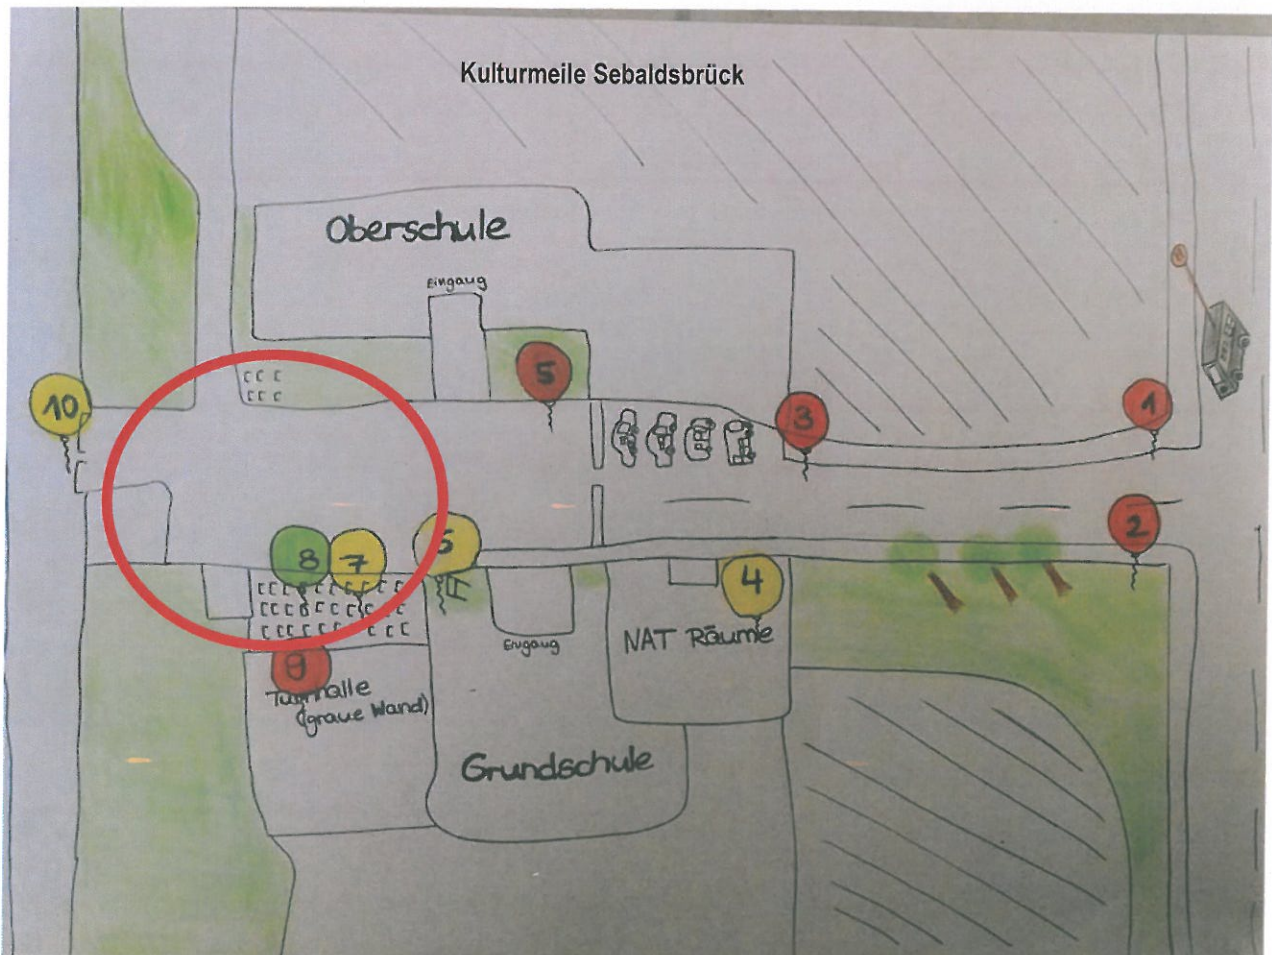 Kulturmeile Sebaldsbrück
Oberschule
Eingang
10
5
3
1
2
8
7
6
4
Eingang
NAT Räume
9
Turnhalle
(graue Wand)
Grundschule